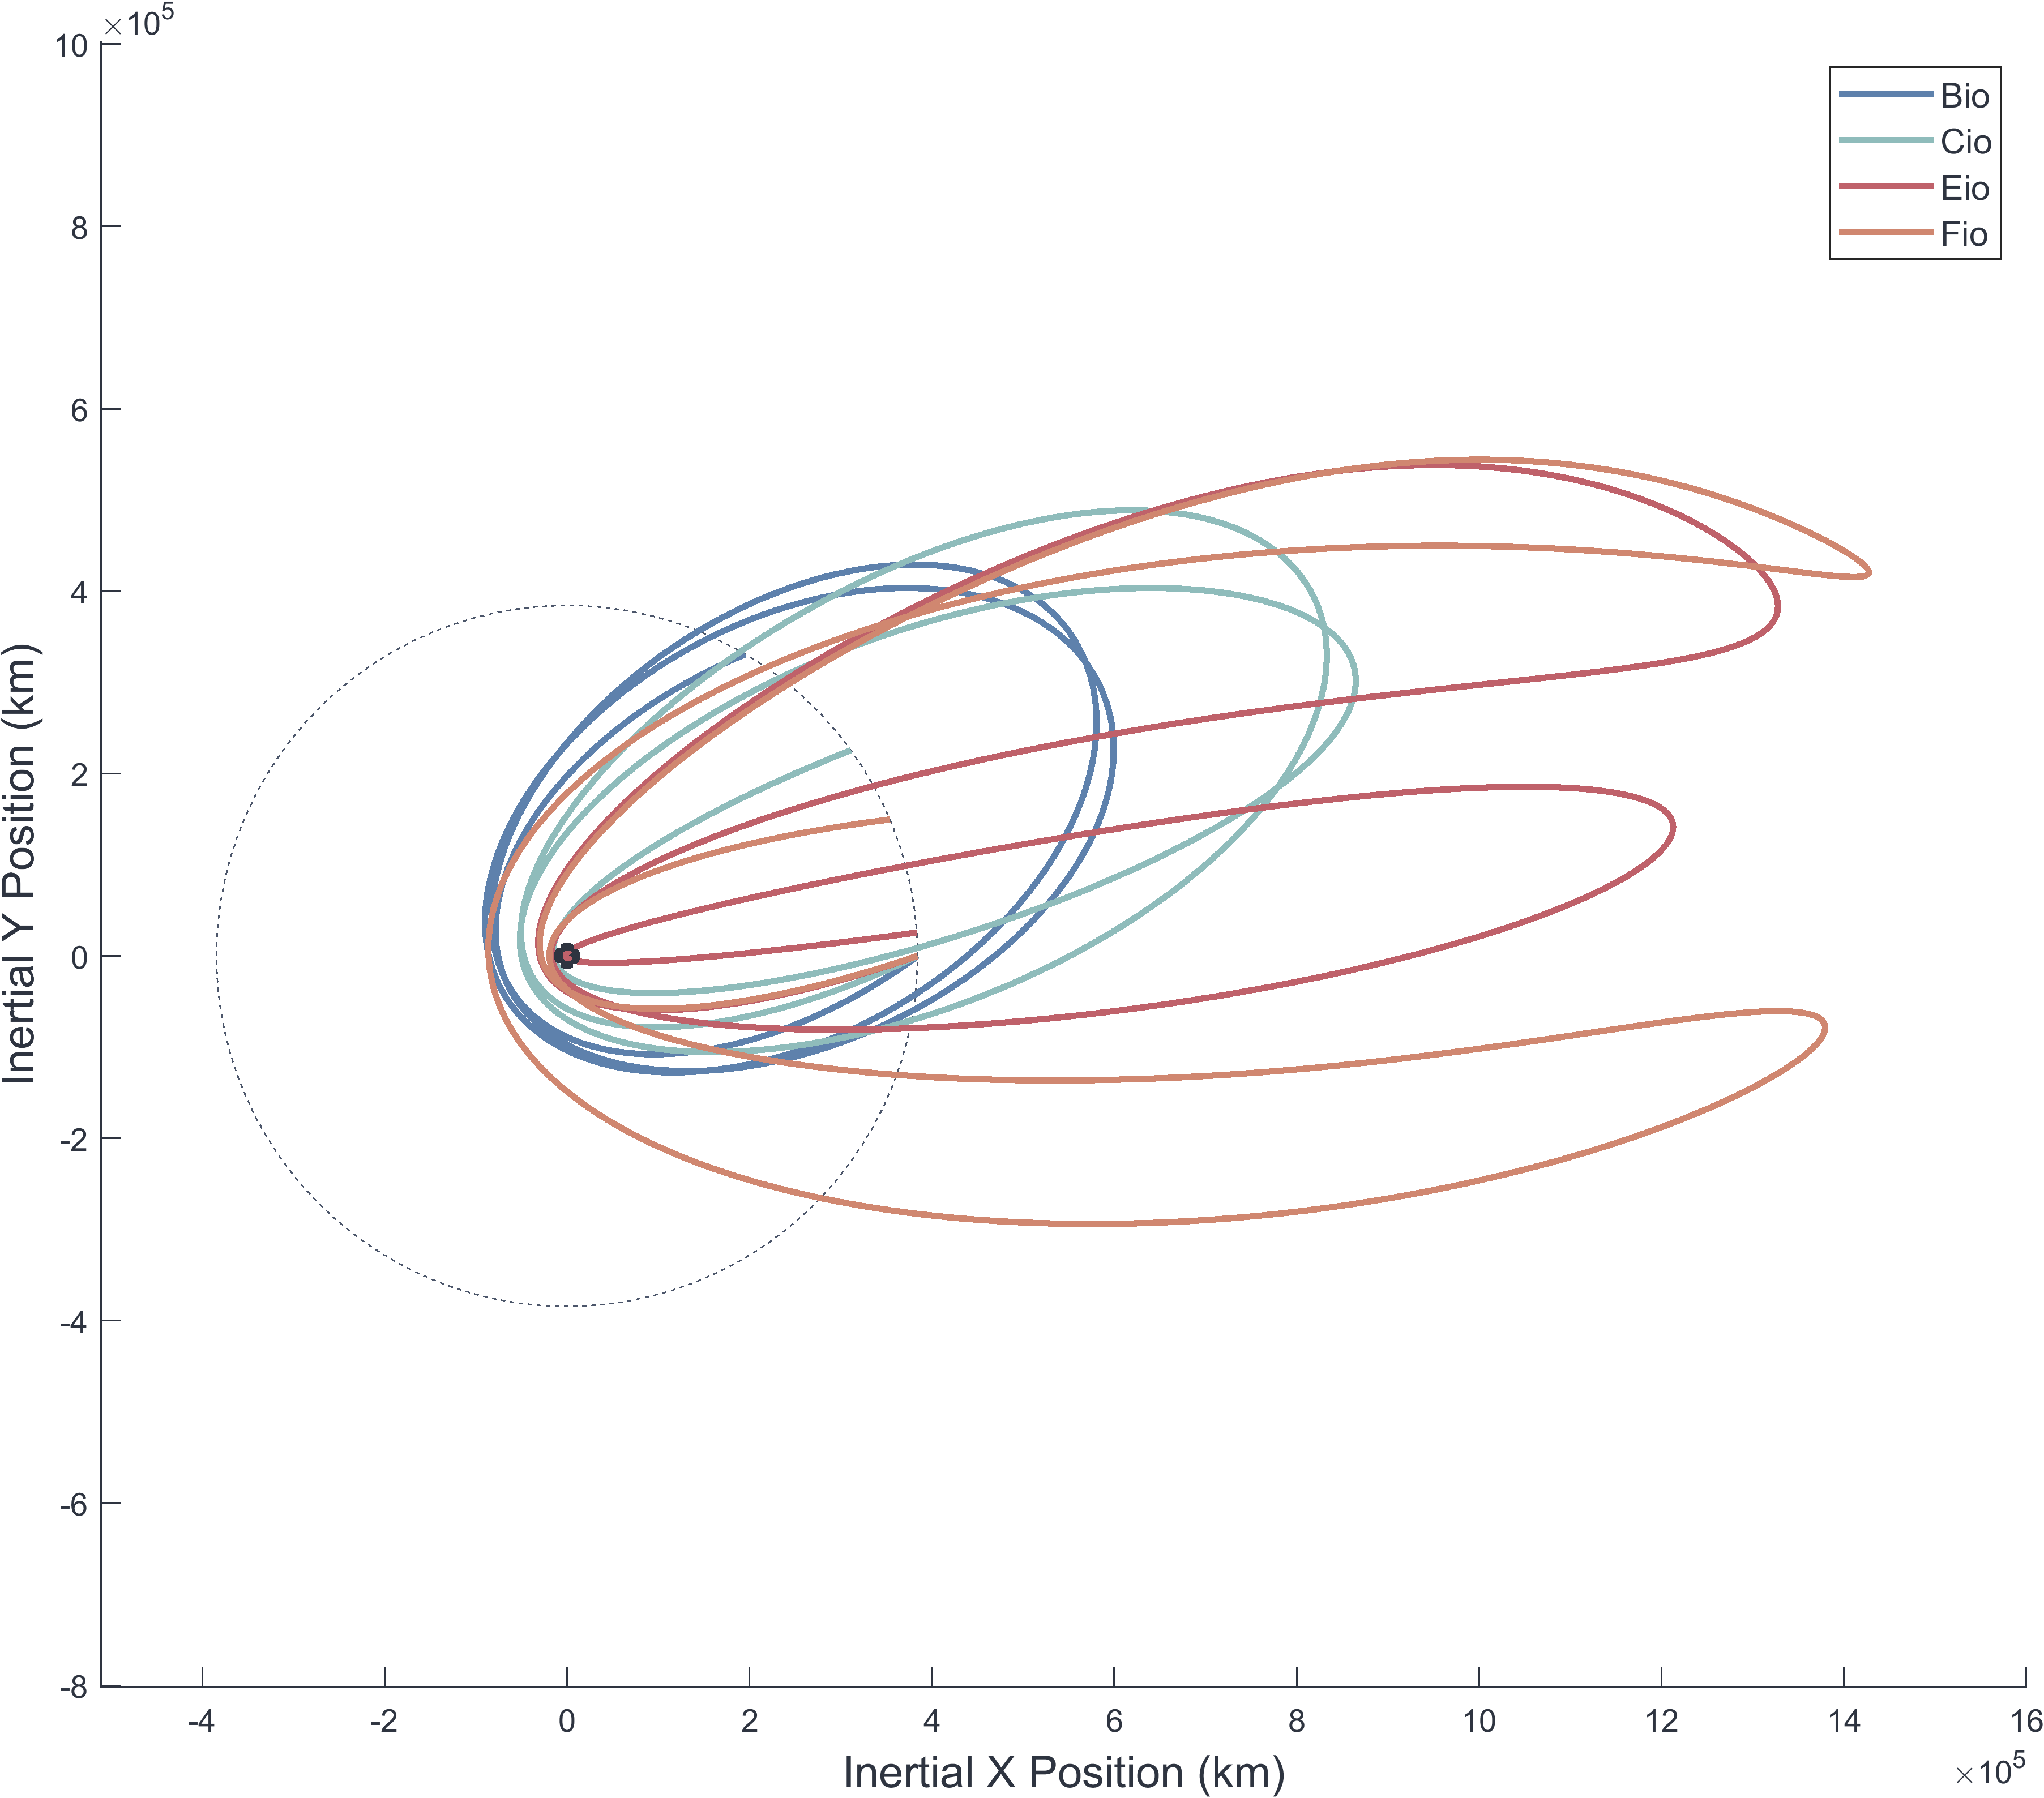 ×10⁵
10
8
6
4
2
0
-2
-4
-6
-8
Inertial Y Position (km)
Bio
Cio
Eio
Fio
-4 -2 0 2 4 6 8 10 12 14 16
Inertial X Position (km)
×10⁵